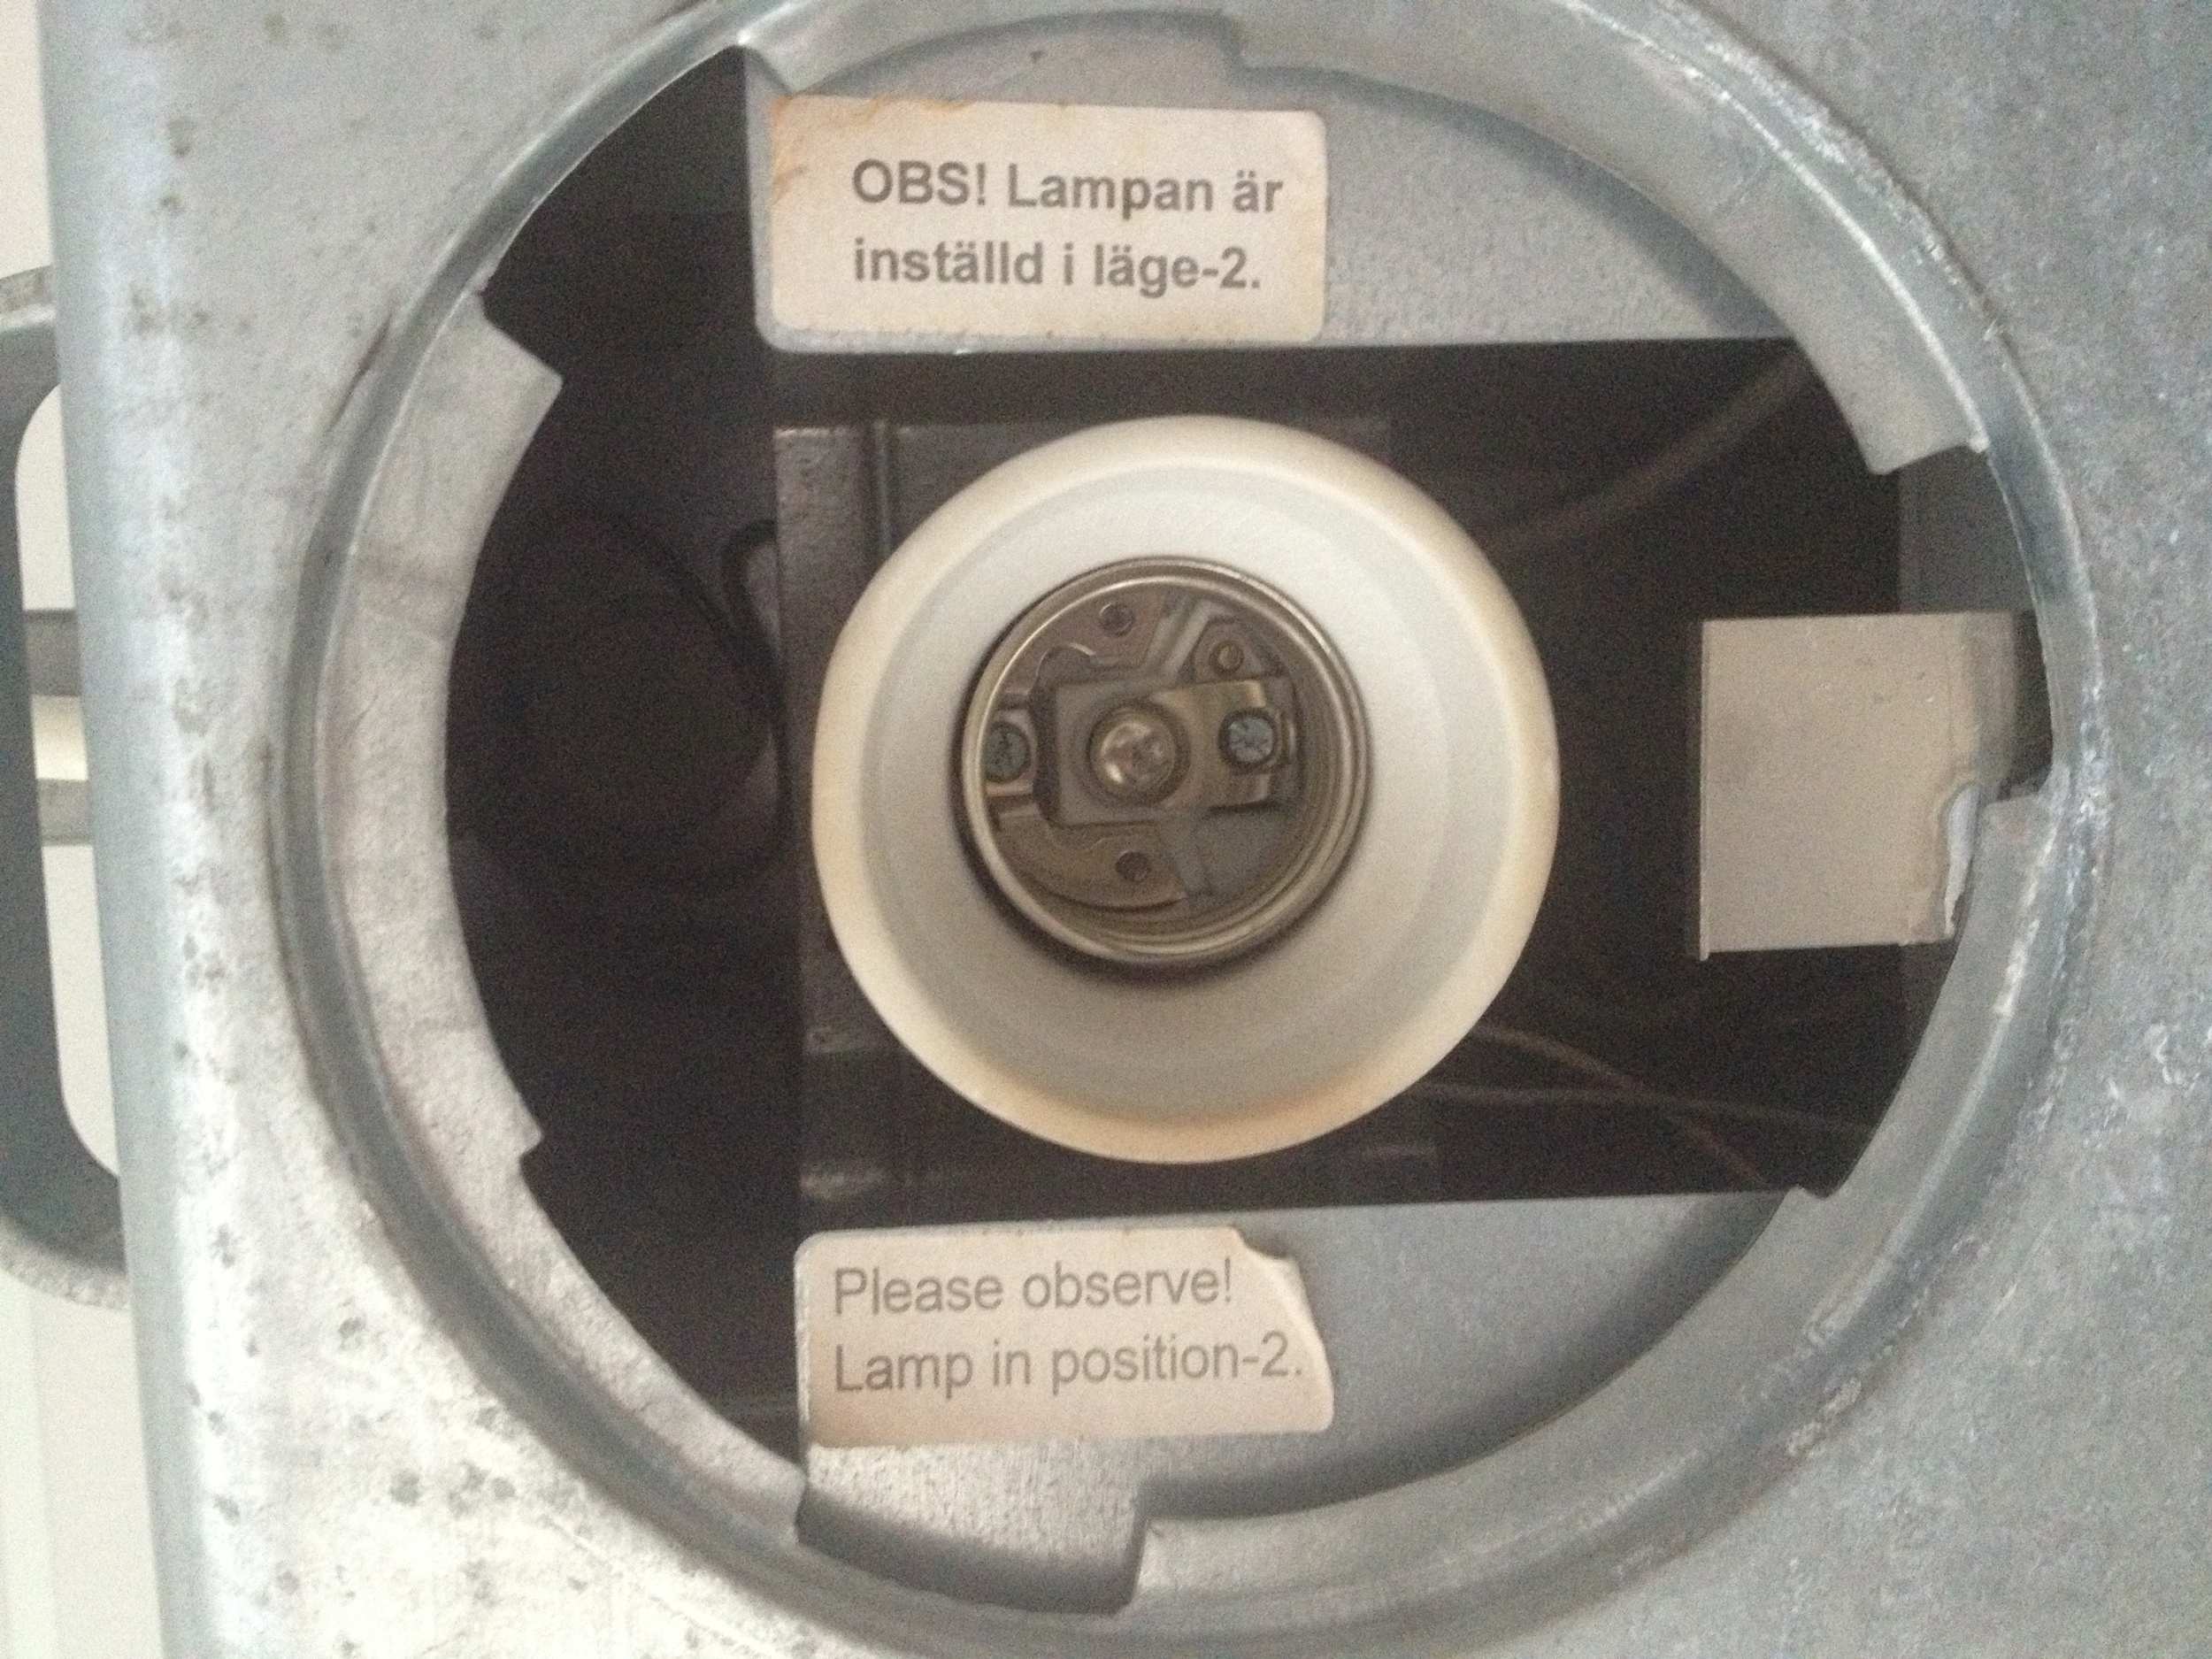 OBS! Lampan är
inställd i läge-2.
Please observe!
Lamp in position-2.